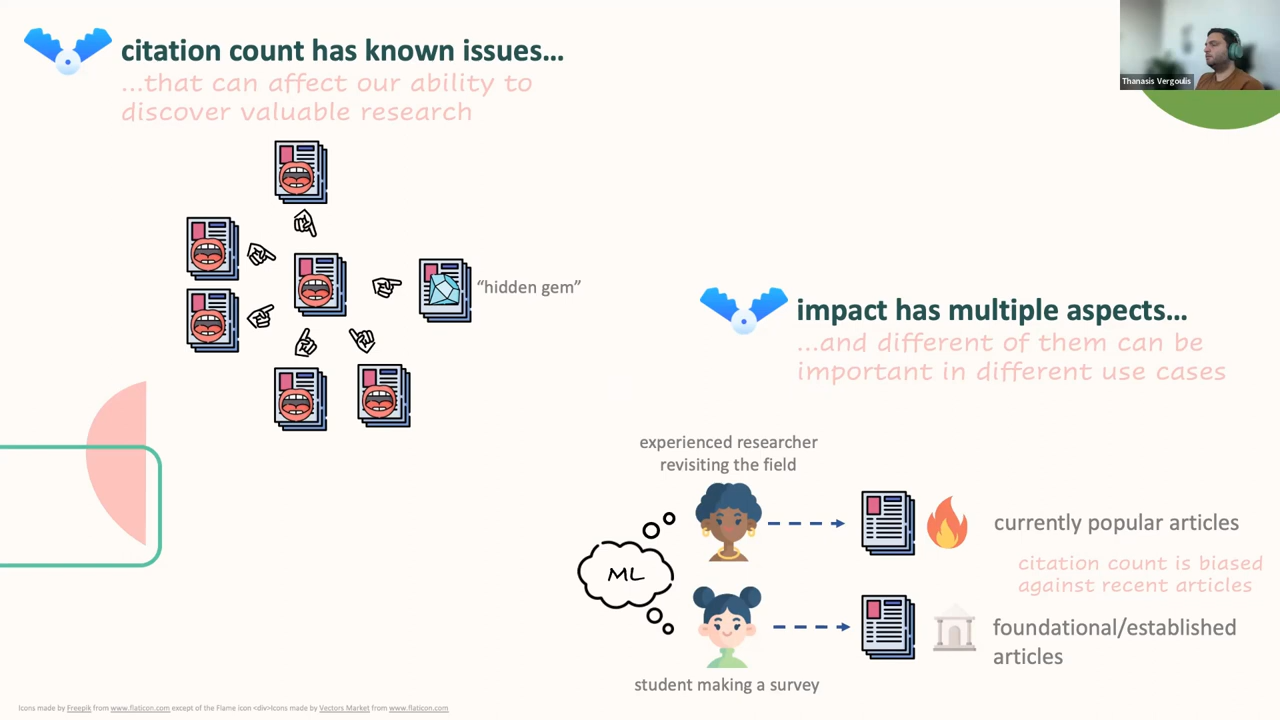 citation count has known issues…
…that can affect our ability to
discover valuable research
Thanasis Vergoulis
“hidden gem”
impact has multiple aspects…
…and different of them can be
important in different use cases
experienced researcher
revisiting the field
ML
currently popular articles
citation count is biased
against recent articles
foundational/established
articles
student making a survey
Icons made by Freepik from www.flaticon.com except of the Flame icon <div>Icons made by Vectors Market from www.flaticon.com